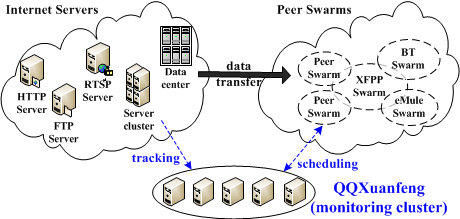 Internet Servers
Peer Swarms
HTTP
Server
FTP
Server
RTSP
Server
Server
cluster
Data
center
data
transfer
Peer
Swarm
Peer
Swarm
XFPP
Swarm
BT
Swarm
eMule
Swarm
tracking
scheduling
QQXuanfeng
(monitoring cluster)